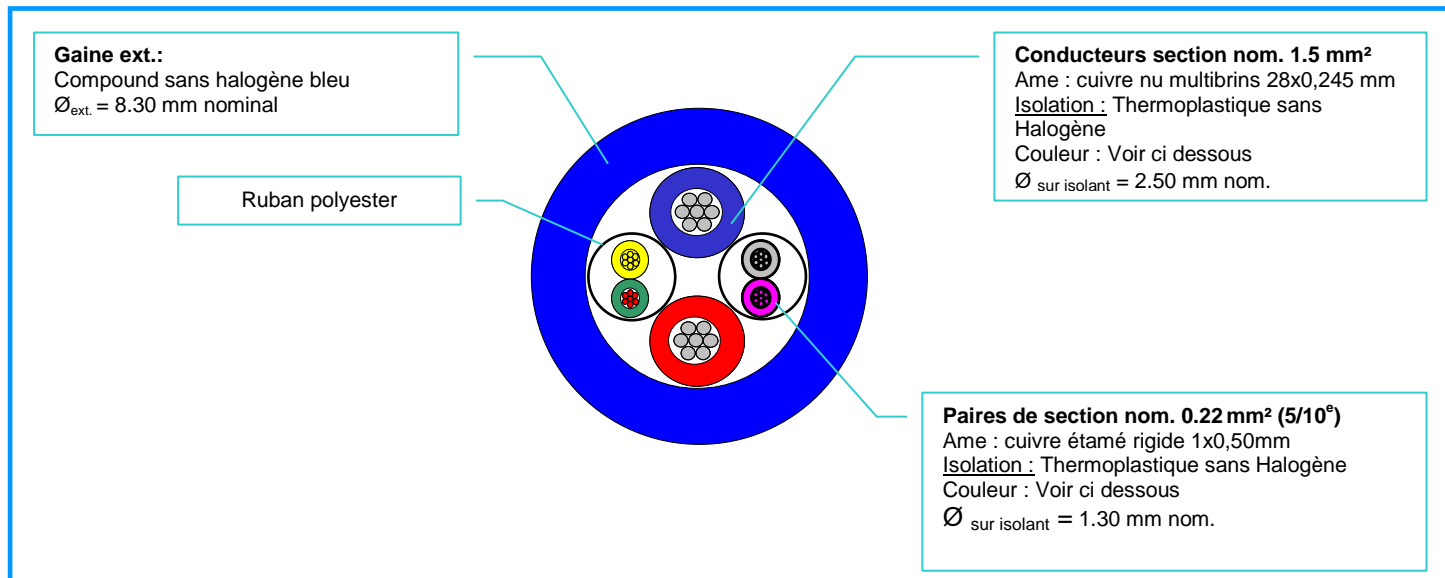 Gaine ext.:
Compound sans halogène bleu
Øext. = 8.30 mm nominal
Ruban polyester
Conducteurs section nom. 1.5 mm²
Ame : cuivre nu multibrins 28x0,245 mm
Isolation : Thermoplastique sans
Halogène
Couleur : Voir ci dessous
Ø sur isolant = 2.50 mm nom.
Paires de section nom. 0.22 mm² (5/10e)
Ame : cuivre étamé rigide 1x0,50mm
Isolation : Thermoplastique sans Halogène
Couleur : Voir ci dessous
Ø sur isolant = 1.30 mm nom.